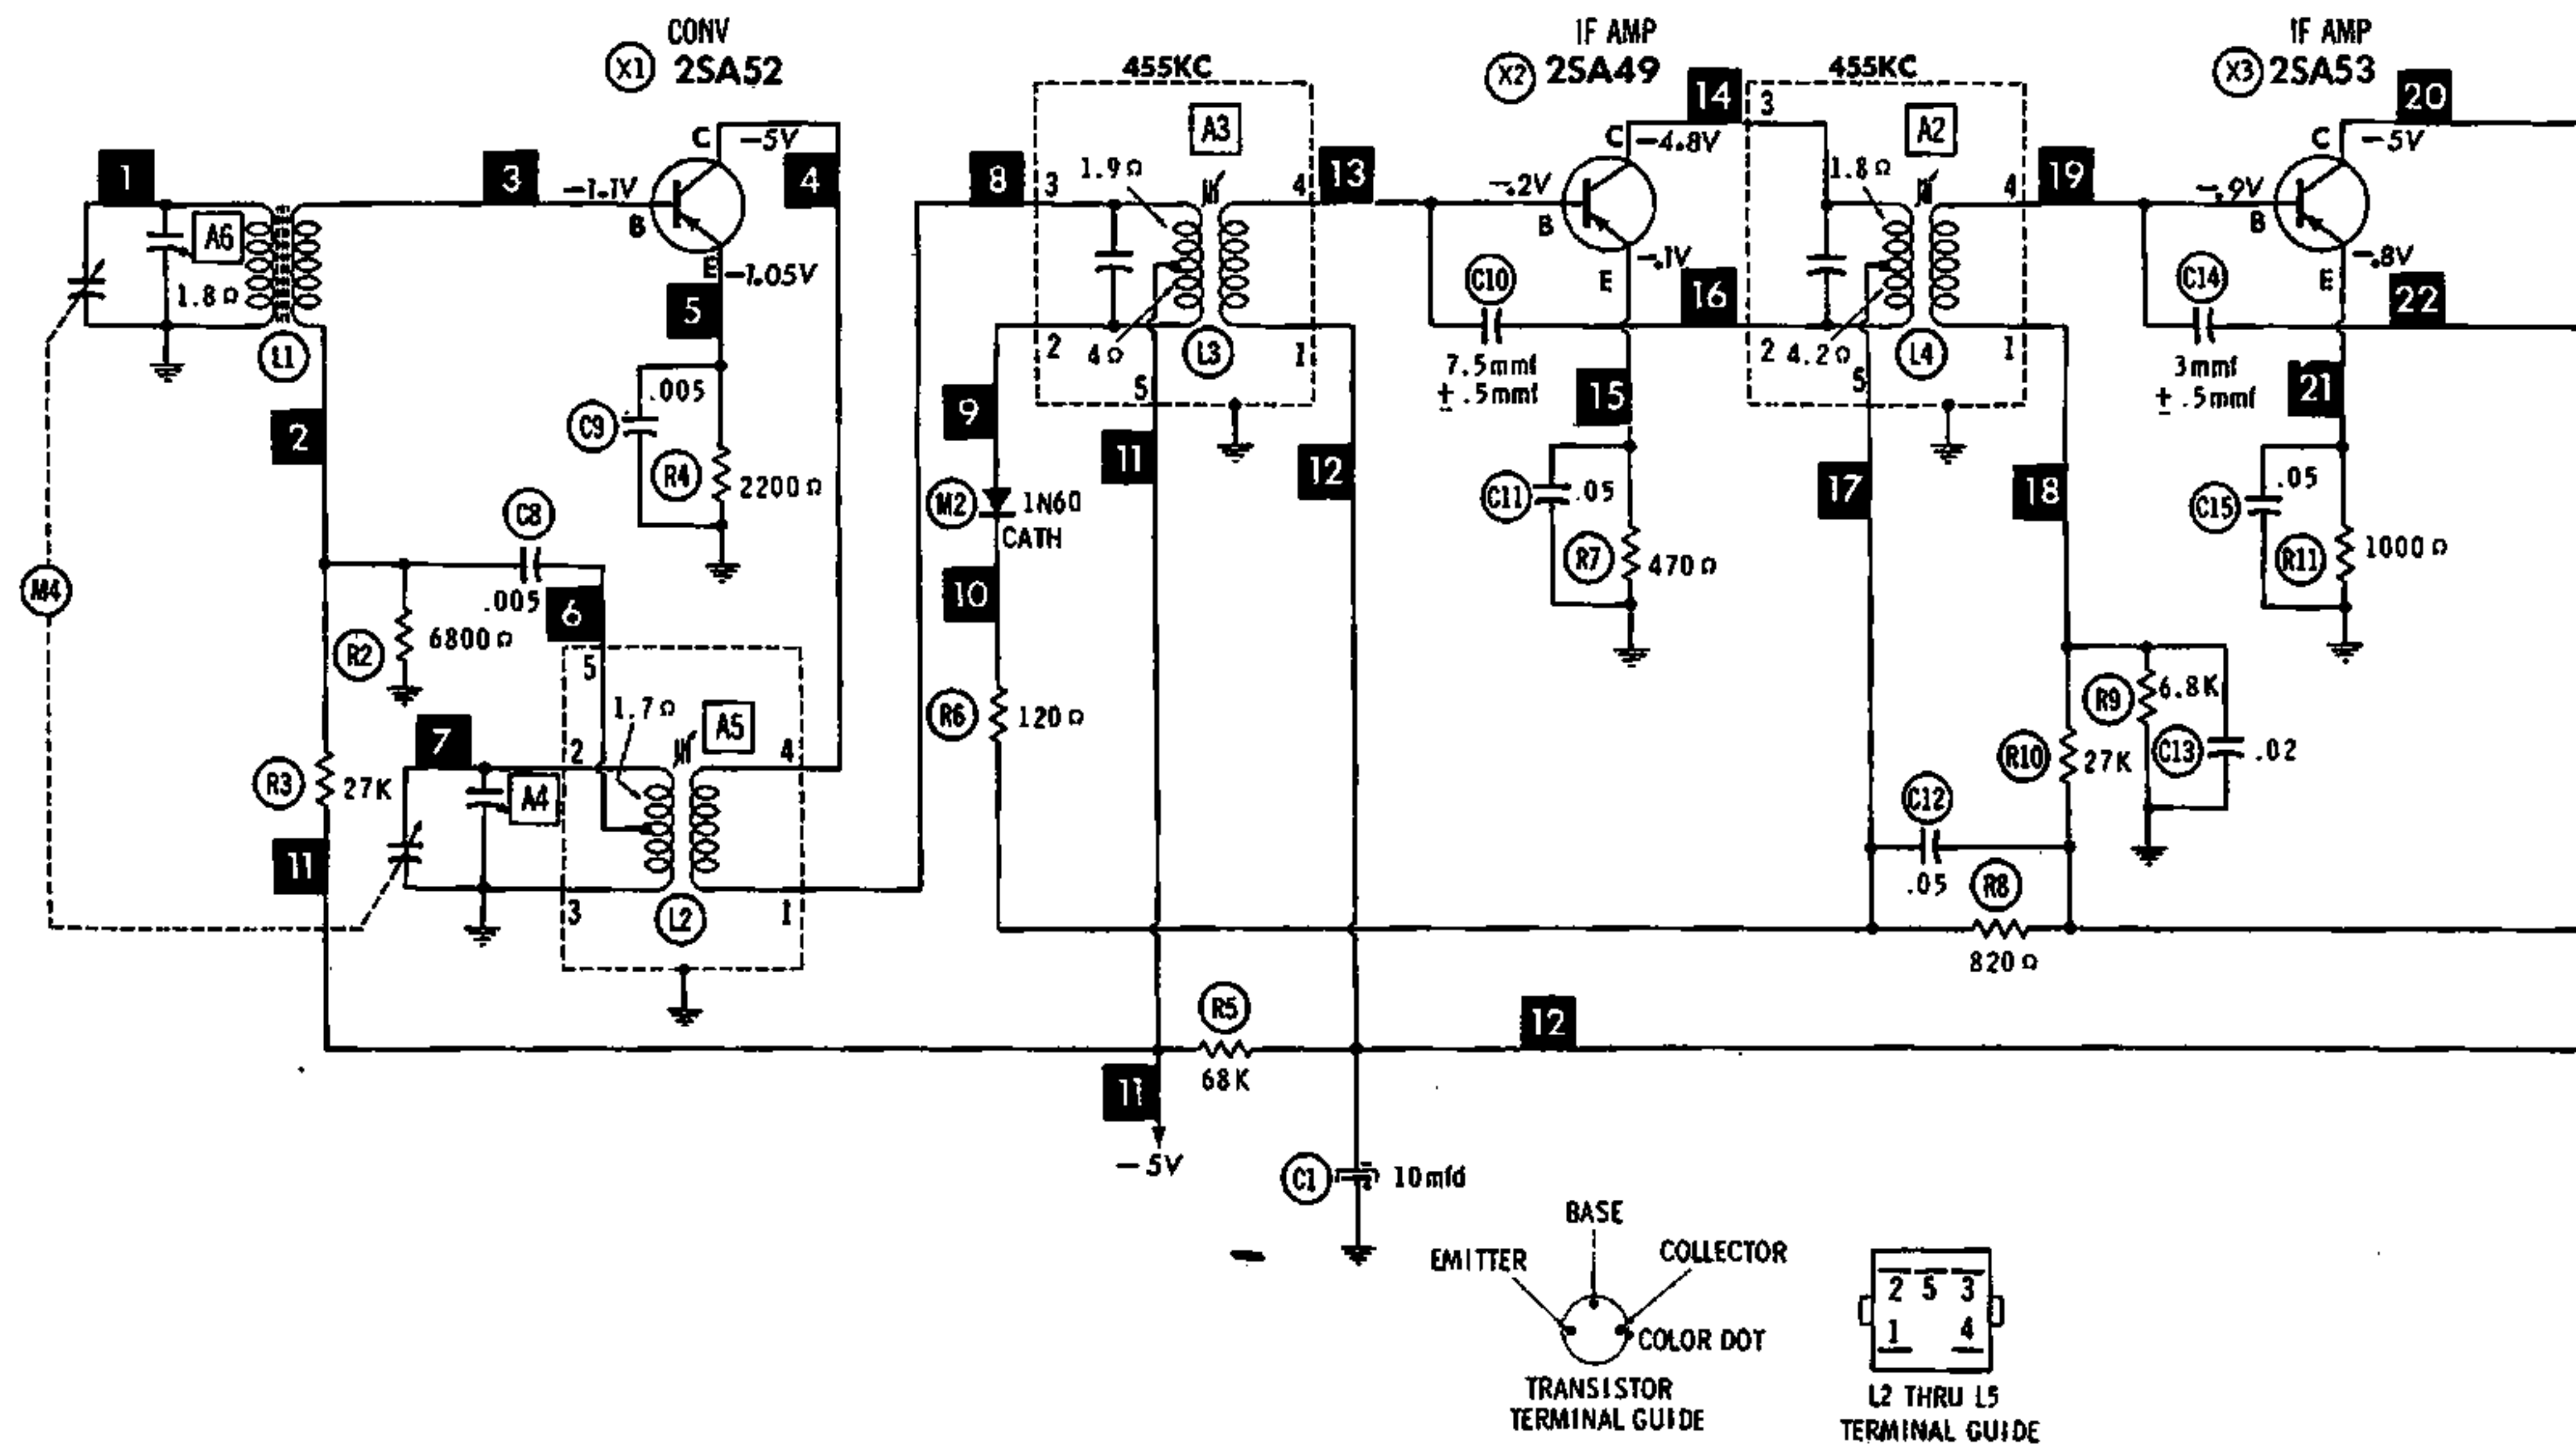 CONV
X1 2SA52
455KC
IF AMP
X2 2SA49
455KC
IF AMP
X3 2SA53
1
A6
1.8Ω
L1
3
-1.1V
B
C
-5V
E
-1.05V
4
5
.005
C9
R4
2200Ω
2
C8
.005
6
R2
6800Ω
M4
R3
27K
11
7
A4
5
1.7Ω
A5
2
4
3
1
L2
8
3
1.9Ω
A3
4
2
4Ω
5
L3
1
13
9
M2
1N60
CATH
10
R6
120Ω
11
12
-.2V
B
C
-4.8V
E
-.1V
14
C10
7.5mmf
± .5mmf
16
15
C11
.05
R7
470Ω
3
1.8Ω
A2
4
2
4.2Ω
5
L4
1
19
17
18
R9
6.8K
R10
27K
C13
.02
C12
.05
R8
820Ω
-.9V
B
C
-5V
20
E
-.8V
C14
3mmf
± .5mmf
22
21
C15
.05
R11
1000Ω
R5
68K
12
11
-5V
C1
10mfd
BASE
EMITTER
COLLECTOR
COLOR DOT
TRANSISTOR
TERMINAL GUIDE
2 5 3
1 4
L2 THRU L5
TERMINAL GUIDE